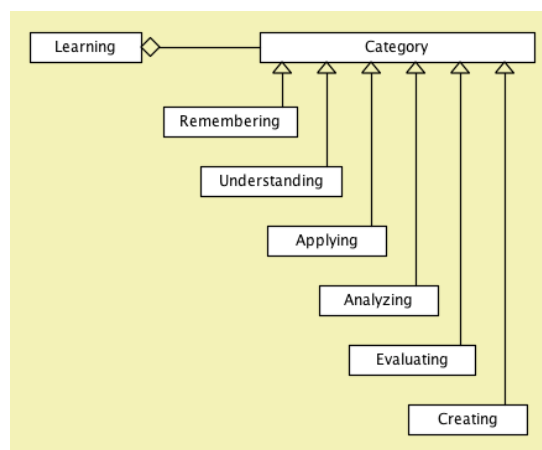 Learning
Category
Remembering
Understanding
Applying
Analyzing
Evaluating
Creating